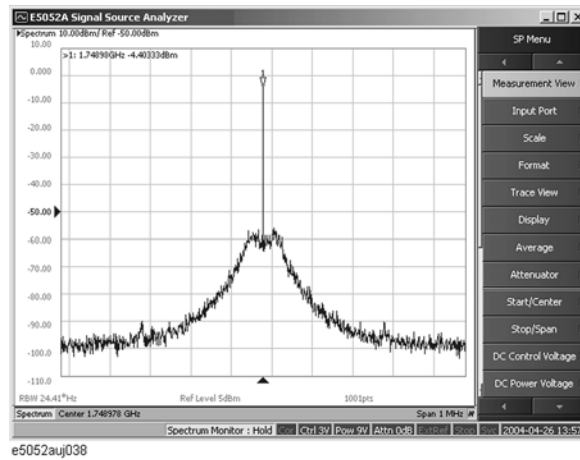 E5052A Signal Source Analyzer
Spectrum 10.00dBm/ Ref -50.00dBm
>1: 1.74898GHz -4.40333dBm
10.00
0.000
-10.00
-20.00
-30.00
-40.00
-50.00
-60.00
-70.00
-80.00
-90.00
-100.0
-110.0
RBW 24.41*Hz Ref Level 5dBm 1001pts
Spectrum Center 1.748978 GHz Span 1 MHz
Spectrum Monitor : Hold Cor Ctrl 3V Pow 9V Attn 0dB ExtRef Stop Svc 2004-04-26 13:57
SP Menu
Measurement View
Input Port
Scale
Format
Trace View
Display
Average
Attenuator
Start/Center
Stop/Span
DC Control Voltage
DC Power Voltage
e5052auj038